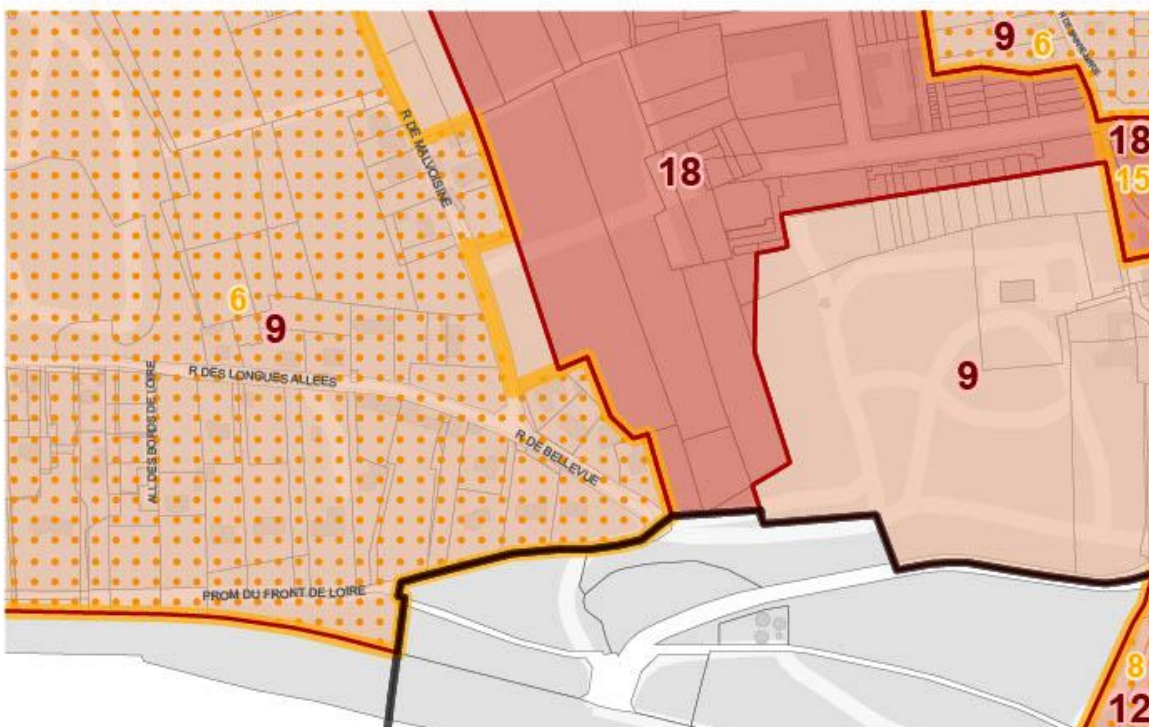 9
6
R DE MALVOISINE
18
18
15
6
9
9
R DES LONGUES ALLEES
ALL DES BORDS DE LOIRE
R DE BELLEVUE
PROM DU FRONT DE LOIRE
8
12